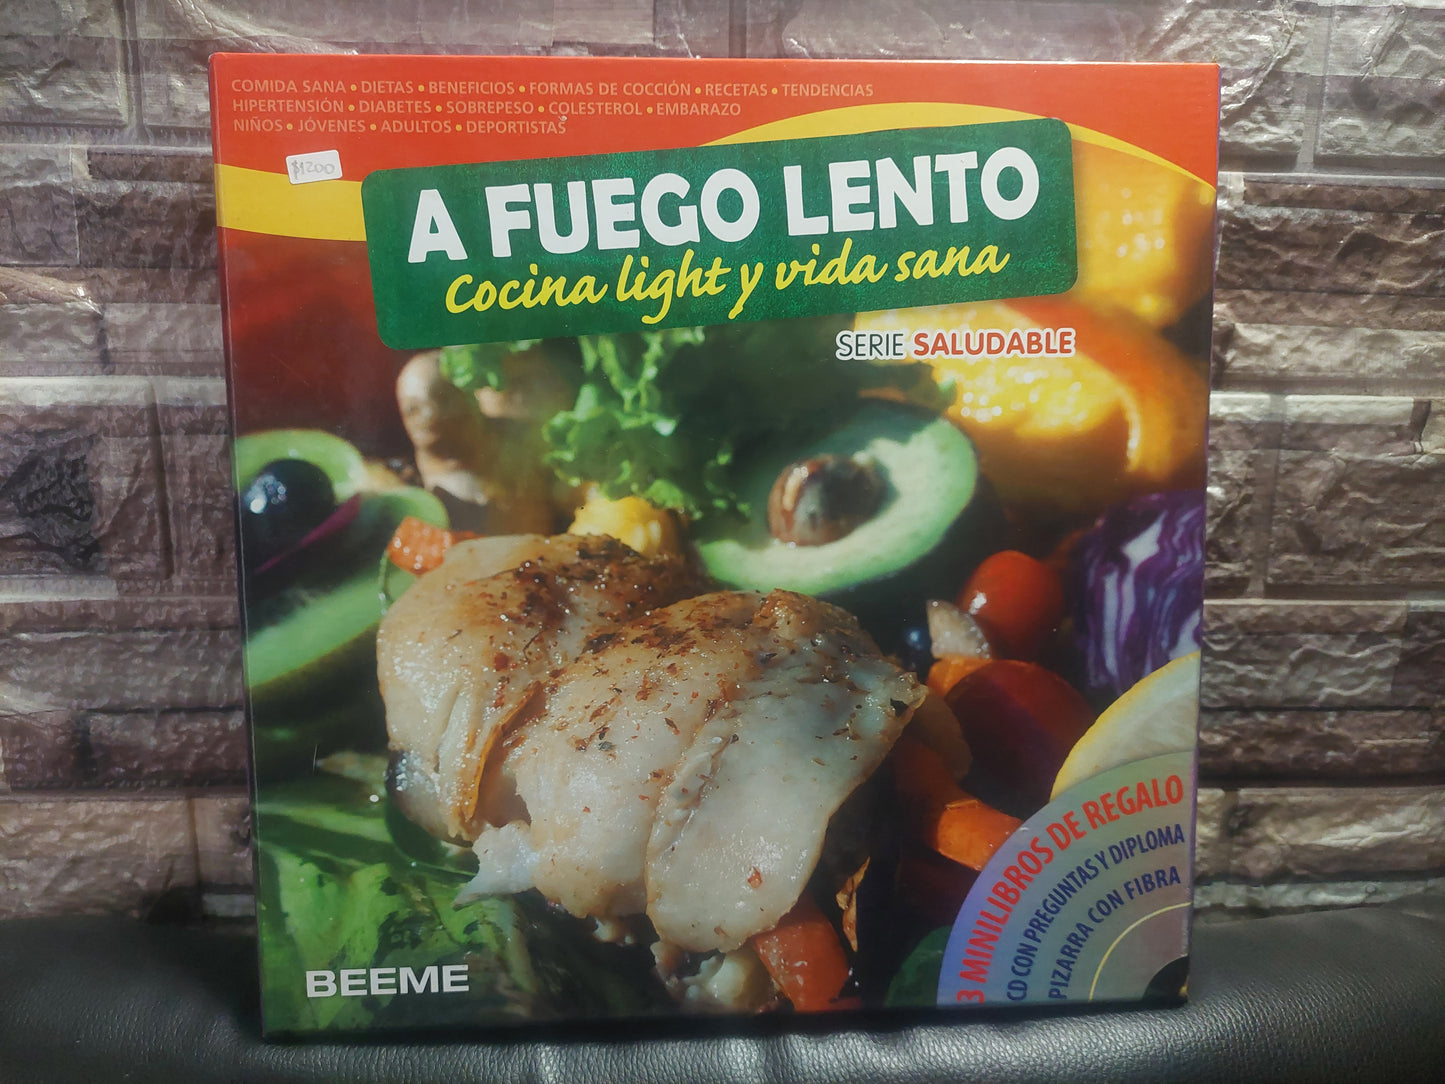 COMIDA SANA • DIETAS • BENEFICIOS • FORMAS DE COCCIÓN • RECETAS • TENDENCIAS
HIPERTENSIÓN • DIABETES • SOBREPESO • COLESTEROL • EMBARAZO
NIÑOS • JÓVENES • ADULTOS • DEPORTISTAS
$1200
A FUEGO LENTO
Cocina light y vida sana
SERIE SALUDABLE
3 MINILIBROS DE REGALO
CD CON PREGUNTAS Y DIPLOMA
PIZARRA CON FIBRA
BEEME